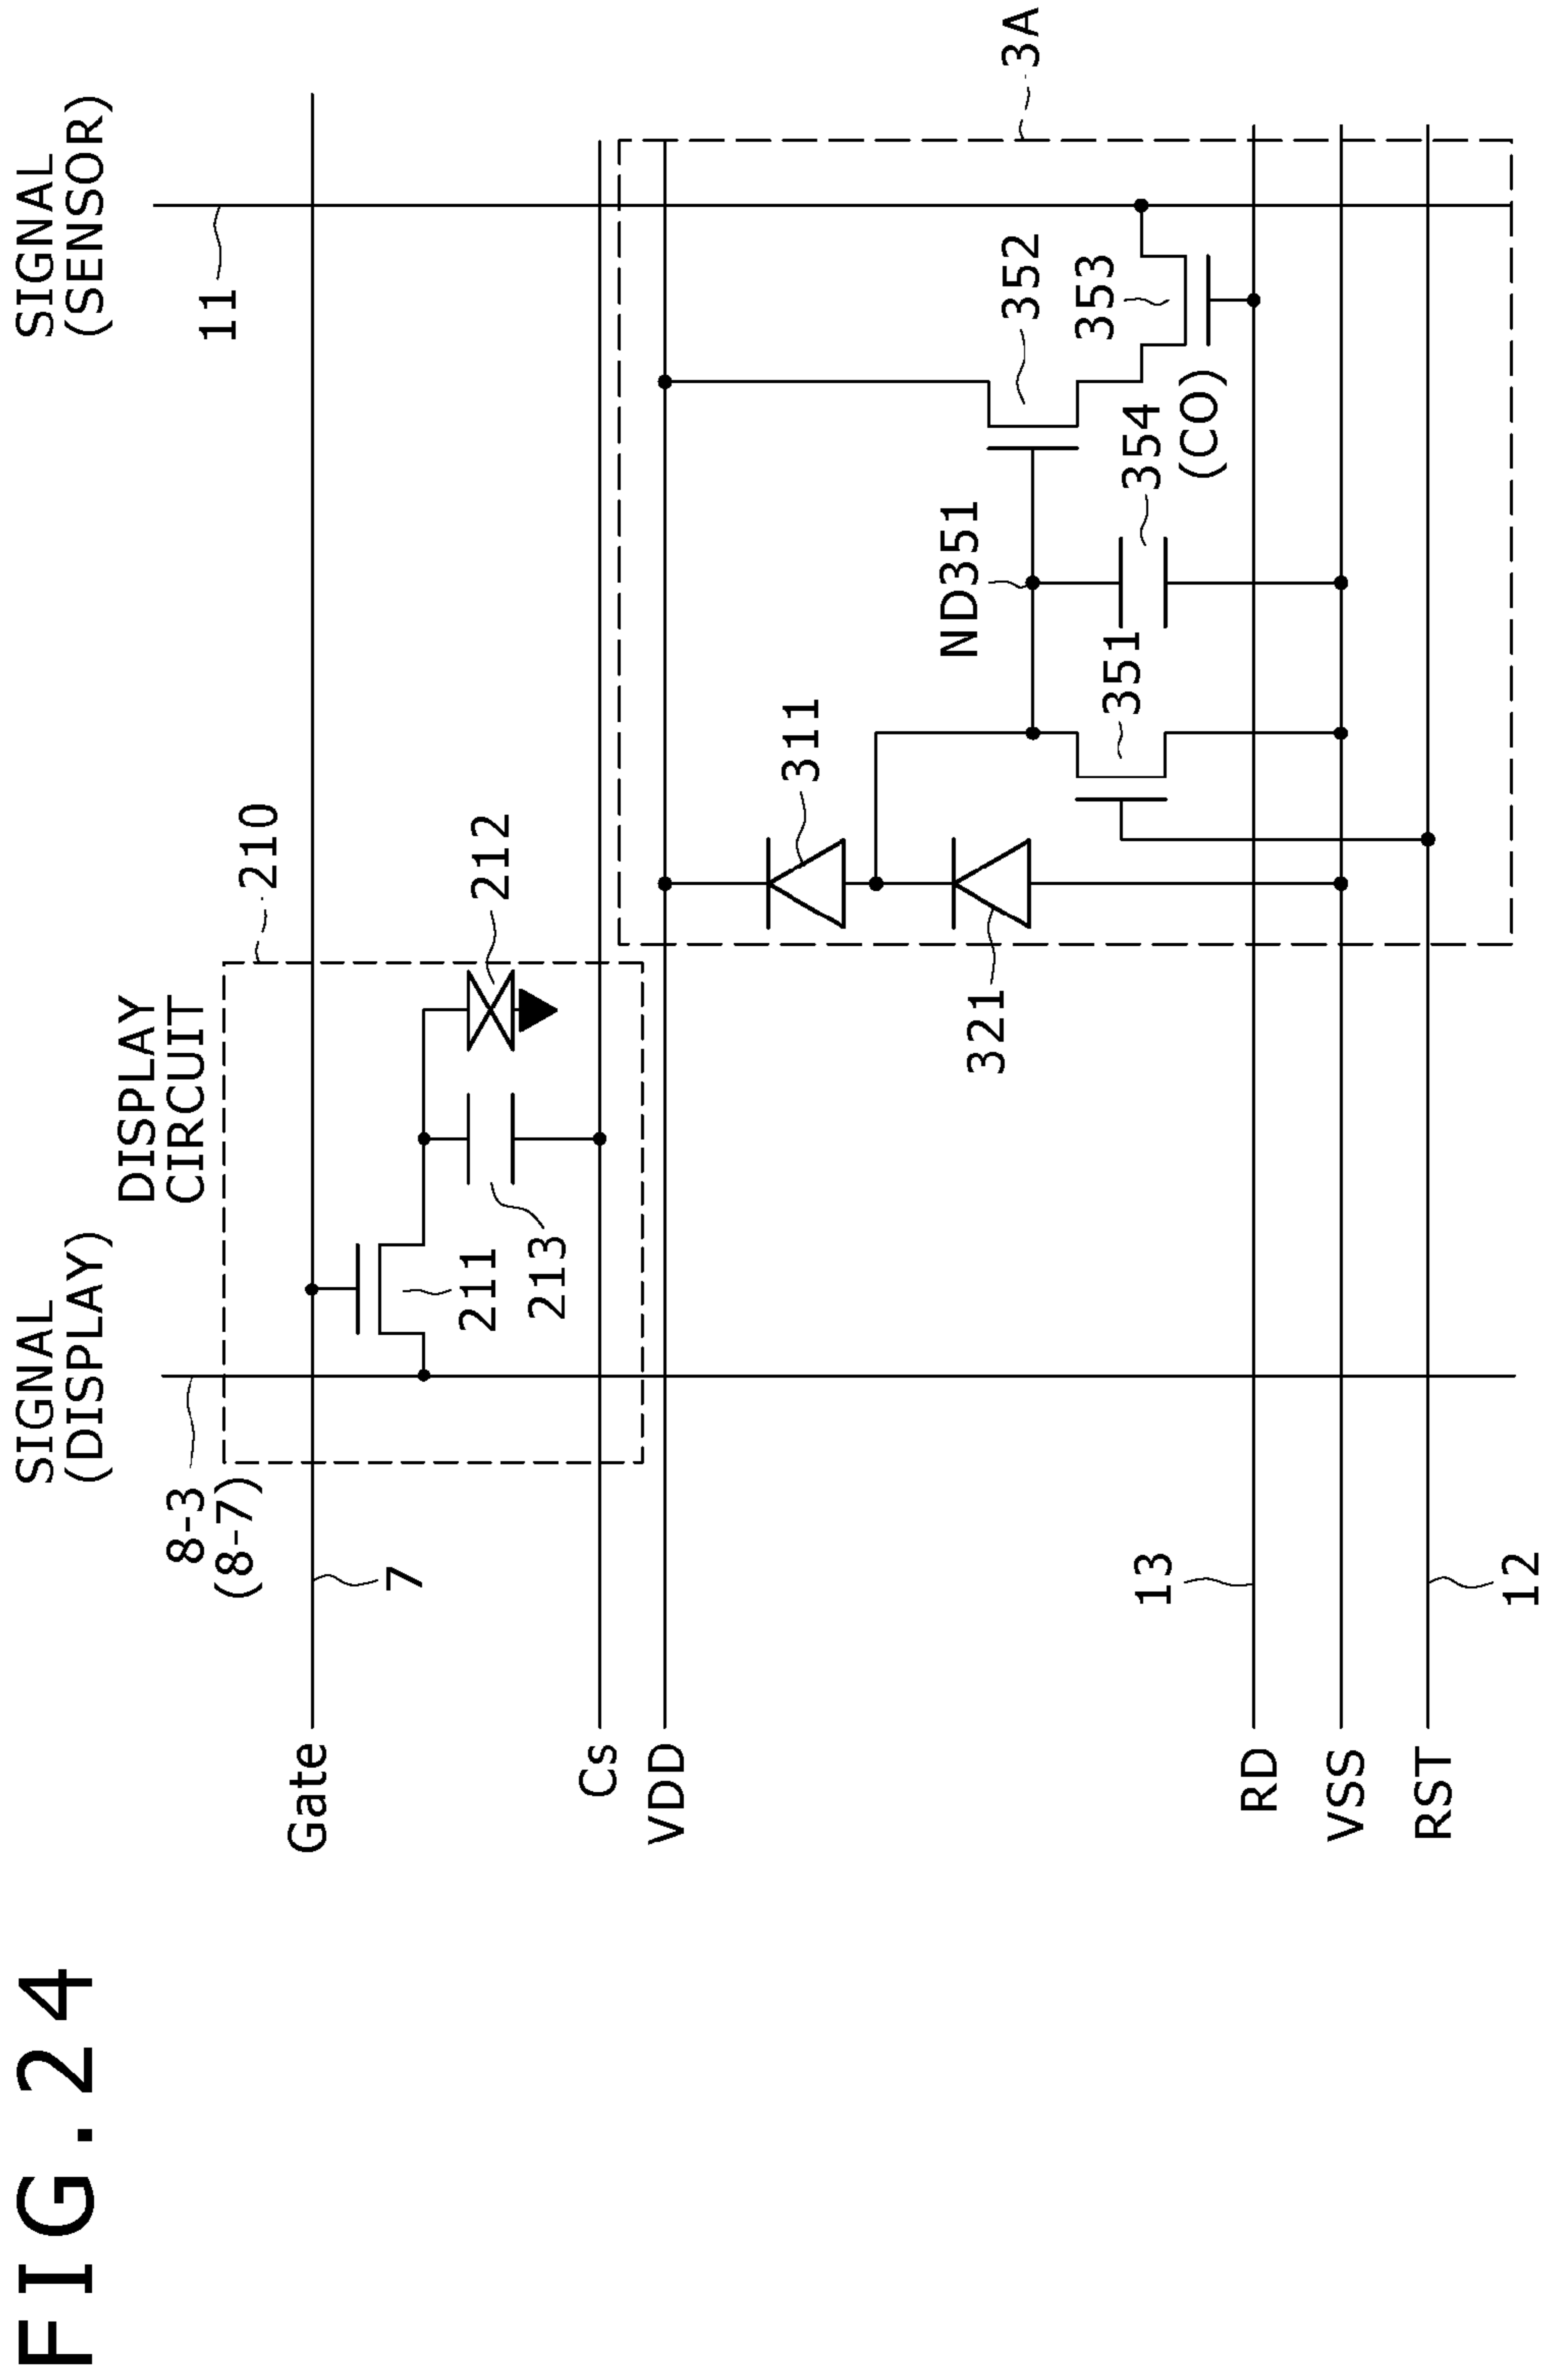 FIG.24
SIGNAL
(DISPLAY)
DISPLAY
CIRCUIT
SIGNAL
(SENSOR)
8-3
(8-7)
210
11
Gate
7
211
213
212
Cs
VDD
311
321
ND351
352
3A
351
354
(CO)
353
13
RD
VSS
RST
12